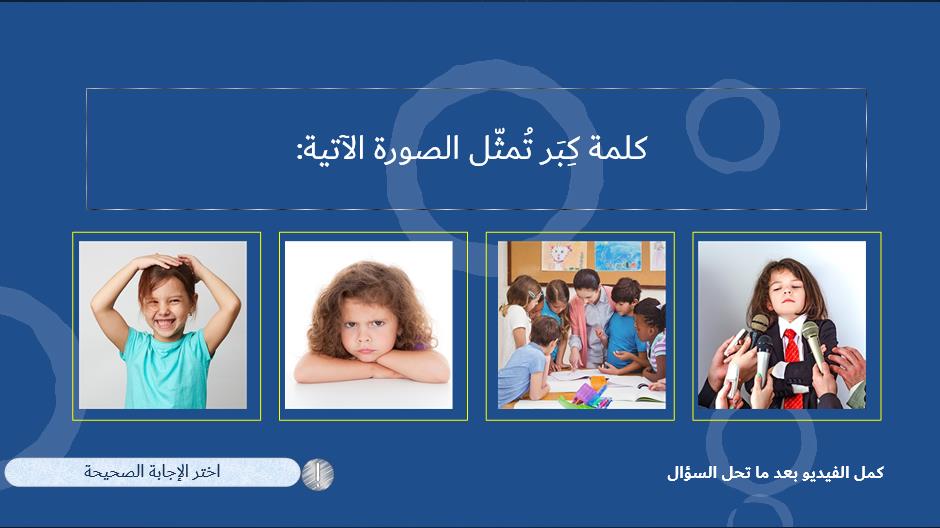 كلمة كِبَر تُمثّل الصورة الآتية:
كمل الفيديو بعد ما تحل السؤال
اختر الإجابة الصحيحة